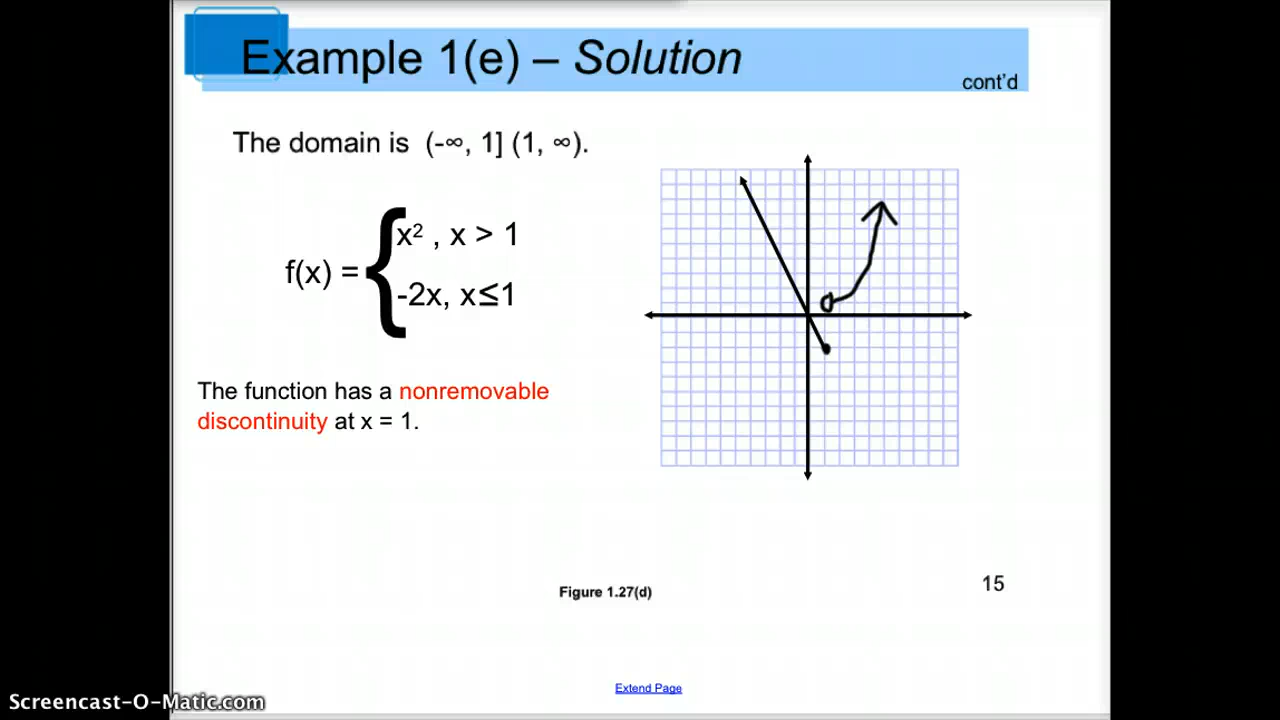 Example 1(e) – Solution
cont'd
The domain is (-∞, 1] (1, ∞).
f(x) = { x² , x > 1
-2x, x≤1
The function has a nonremovable
discontinuity at x = 1.
Figure 1.27(d)
15
Extend Page
Screencast-O-Matic.com